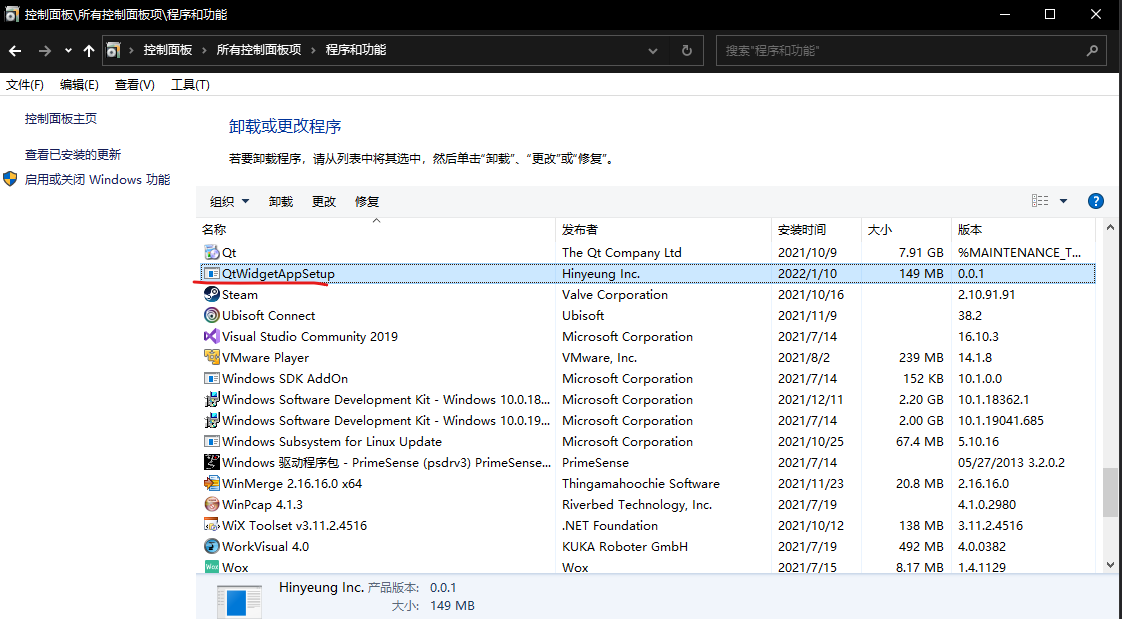 控制面板\所有控制面板项\程序和功能
控制面板 › 所有控制面板项 › 程序和功能
搜索"程序和功能"
文件(F) 编辑(E) 查看(V) 工具(T)
控制面板主页
查看已安装的更新
启用或关闭 Windows 功能
卸载或更改程序
若要卸载程序，请从列表中将其选中，然后单击“卸载”、“更改”或“修复”。
组织 卸载 更改 修复
名称 发布者 安装时间 大小 版本
Qt The Qt Company Ltd 2021/10/9 7.91 GB %MAINTENANCE_T...
QtWidgetAppSetup Hinyeung Inc. 2022/1/10 149 MB 0.0.1
Steam Valve Corporation 2021/10/16 2.10.91.91
Ubisoft Connect Ubisoft 2021/11/9 38.2
Visual Studio Community 2019 Microsoft Corporation 2021/7/14 16.10.3
VMware Player VMware, Inc. 2021/8/2 239 MB 14.1.8
Windows SDK AddOn Microsoft Corporation 2021/7/14 152 KB 10.1.0.0
Windows Software Development Kit - Windows 10.0.18... Microsoft Corporation 2021/12/11 2.20 GB 10.1.18362.1
Windows Software Development Kit - Windows 10.0.19... Microsoft Corporation 2021/7/14 2.00 GB 10.1.19041.685
Windows Subsystem for Linux Update Microsoft Corporation 2021/10/25 67.4 MB 5.10.16
Windows 驱动程序包 - PrimeSense (psdrv3) PrimeSense... PrimeSense 2021/7/14 05/27/2013 3.2.0.2
WinMerge 2.16.16.0 x64 Thingamahoochie Software 2021/11/23 20.8 MB 2.16.16.0
WinPcap 4.1.3 Riverbed Technology, Inc. 2021/7/19 4.1.0.2980
WiX Toolset v3.11.2.4516 .NET Foundation 2021/10/12 138 MB 3.11.2.4516
WorkVisual 4.0 KUKA Roboter GmbH 2021/7/19 492 MB 4.0.0382
Wox Wox 2021/7/15 8.17 MB 1.4.1129
Hinyeung Inc. 产品版本: 0.0.1
大小: 149 MB